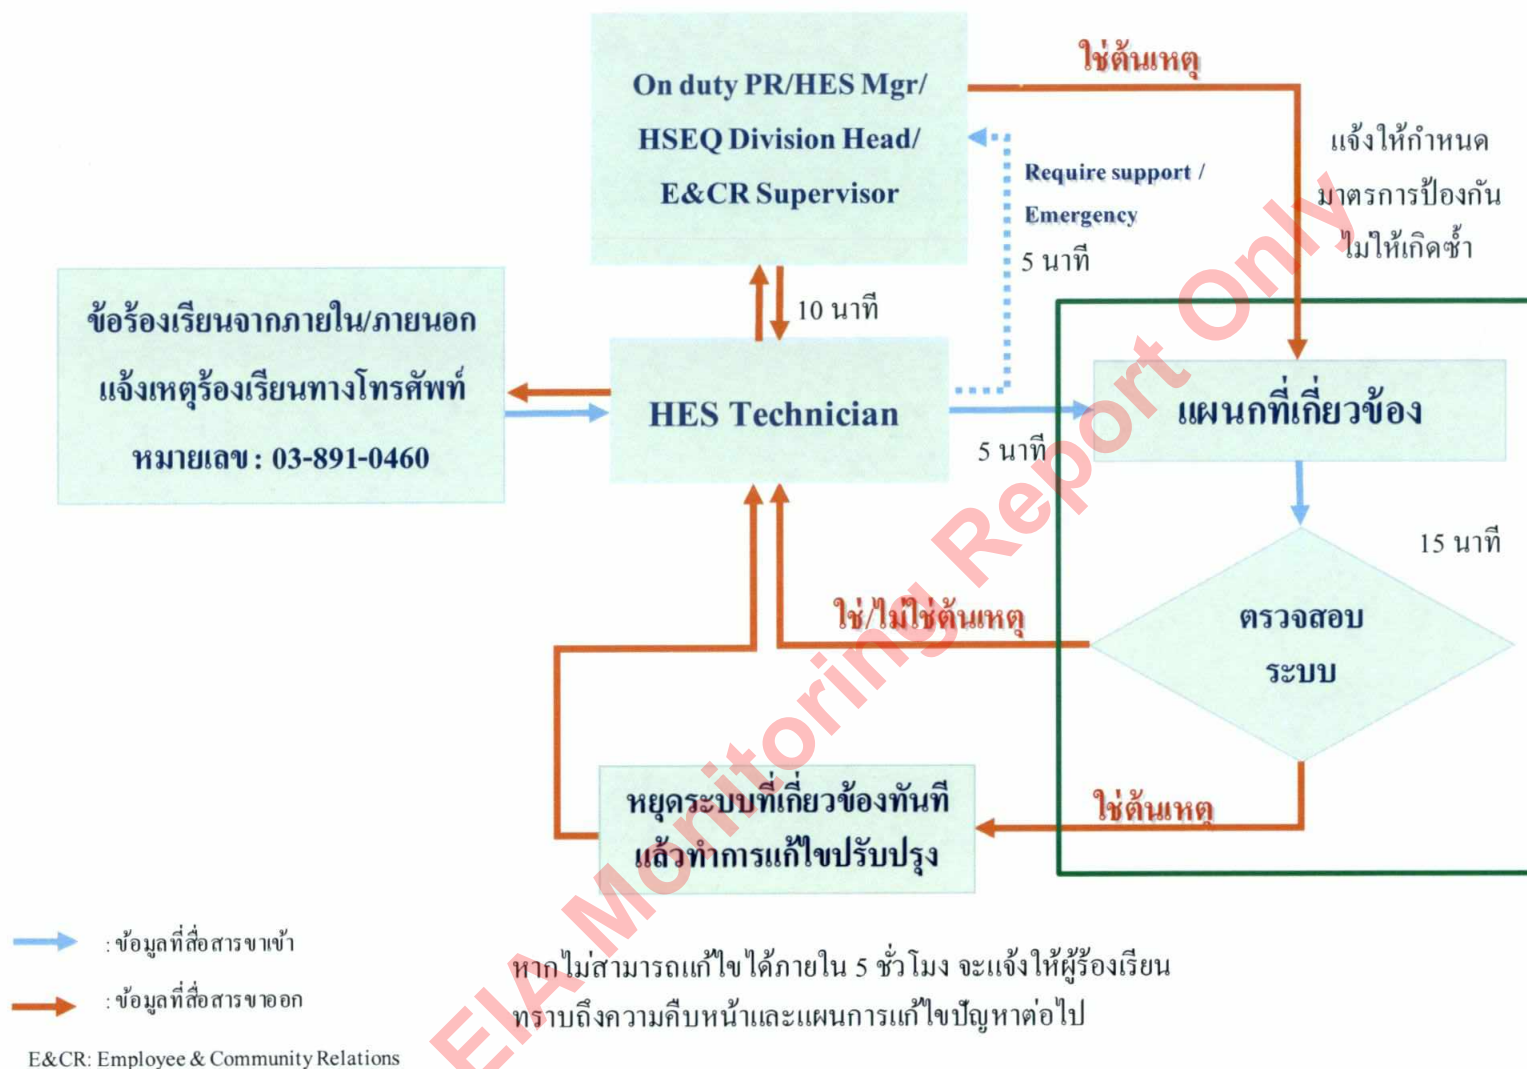 ใช่ต้นเหตุ
On duty PR/HES Mgr/
HSEQ Division Head/
E&CR Supervisor
แจ้งให้กำหนด
มาตรการป้องกัน
ไม่ให้เกิดซ้ำ
Require support /
Emergency
5 นาที
10 นาที
ข้อร้องเรียนจากภายใน/ภายนอก
แจ้งเหตุร้องเรียนทางโทรศัพท์
หมายเลข : 03-891-0460
HES Technician
5 นาที
แผนกที่เกี่ยวข้อง
15 นาที
ตรวจสอบ
ระบบ
ใช่/ไม่ใช่ต้นเหตุ
ใช่ต้นเหตุ
หยุดระบบที่เกี่ยวข้องทันที
แล้วทำการแก้ไขปรับปรุง
: ข้อมูลที่สื่อสารขาเข้า
: ข้อมูลที่สื่อสารขาออก
หากไม่สามารถแก้ไขได้ภายใน 5 ชั่วโมง จะแจ้งให้ผู้ร้องเรียน
ทราบถึงความคืบหน้าและแผนการแก้ไขปัญหาต่อไป
E&CR: Employee & Community Relations
EIA Monitoring Report Only